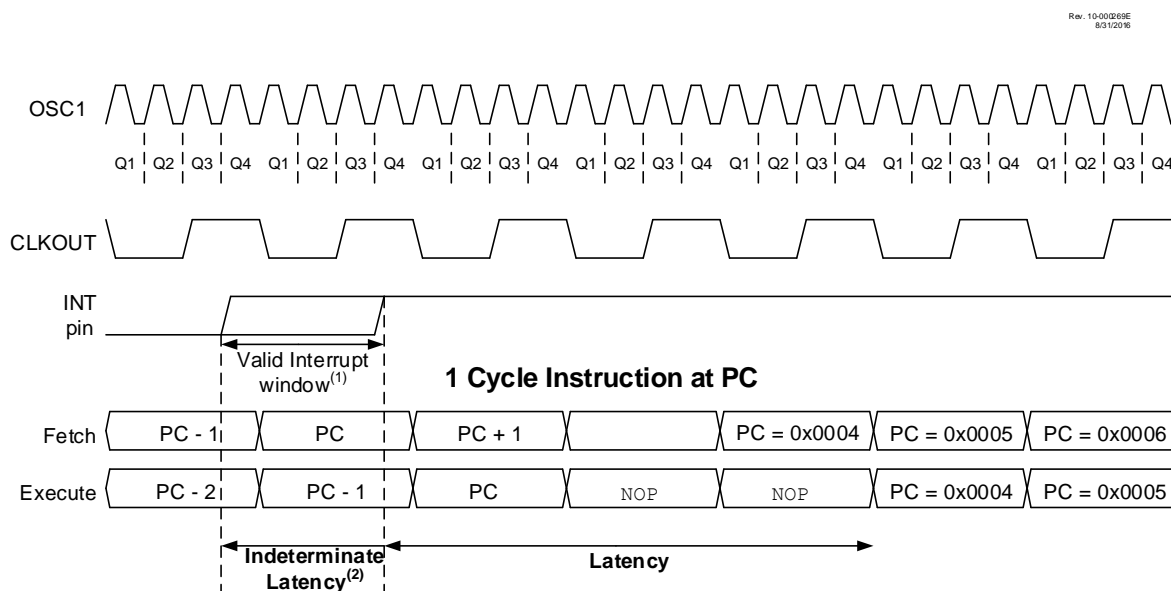 Rev. 10-000269E
8/31/2016
OSC1
Q1 Q2 Q3 Q4 Q1 Q2 Q3 Q4 Q1 Q2 Q3 Q4 Q1 Q2 Q3 Q4 Q1 Q2 Q3 Q4 Q1 Q2 Q3 Q4 Q1 Q2 Q3 Q4
CLKOUT
INT
pin
Valid Interrupt
window(1)
1 Cycle Instruction at PC
Fetch PC - 1 PC PC + 1 PC = 0x0004 PC = 0x0005 PC = 0x0006
Execute PC - 2 PC - 1 PC NOP NOP PC = 0x0004 PC = 0x0005
Indeterminate
Latency(2)
Latency